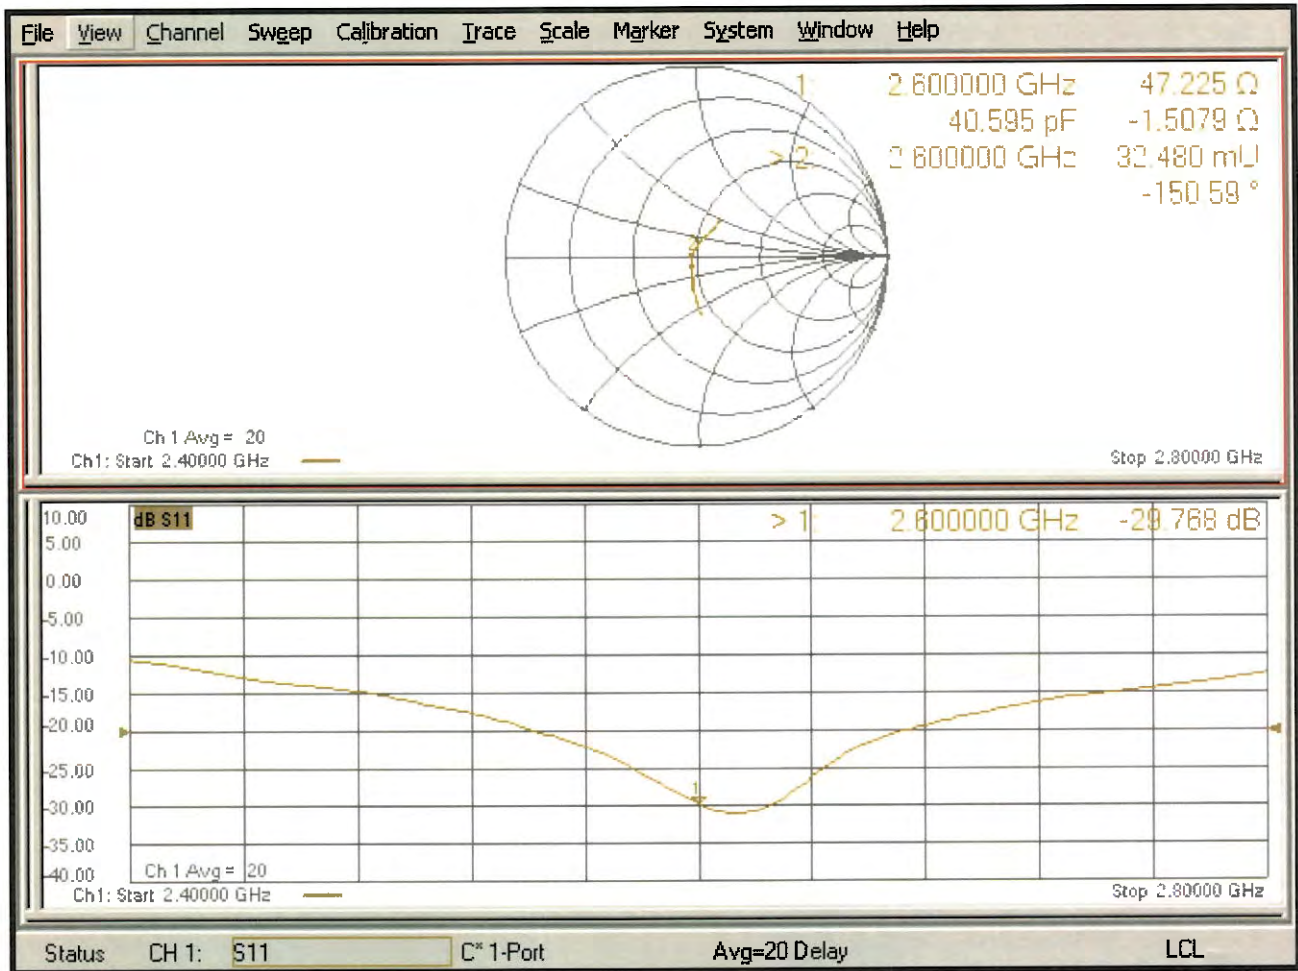 File View Channel Sweep Calibration Trace Scale Marker System Window Help
1: 2.600000 GHz 47.225 Ω
40.595 pF -1.5079 Ω
> 2: 2.600000 GHz 32.480 mU
-150.59 °
2
Ch 1 Avg = 20
Ch1: Start 2.40000 GHz
Stop 2.80000 GHz
10.00
dB S11
> 1: 2.600000 GHz -29.768 dB
5.00
0.00
-5.00
-10.00
-15.00
-20.00
-25.00
1
-30.00
-35.00
-40.00
Ch 1 Avg = 20
Ch1: Start 2.40000 GHz
Stop 2.80000 GHz
Status CH 1: S11 C* 1-Port Avg=20 Delay LCL